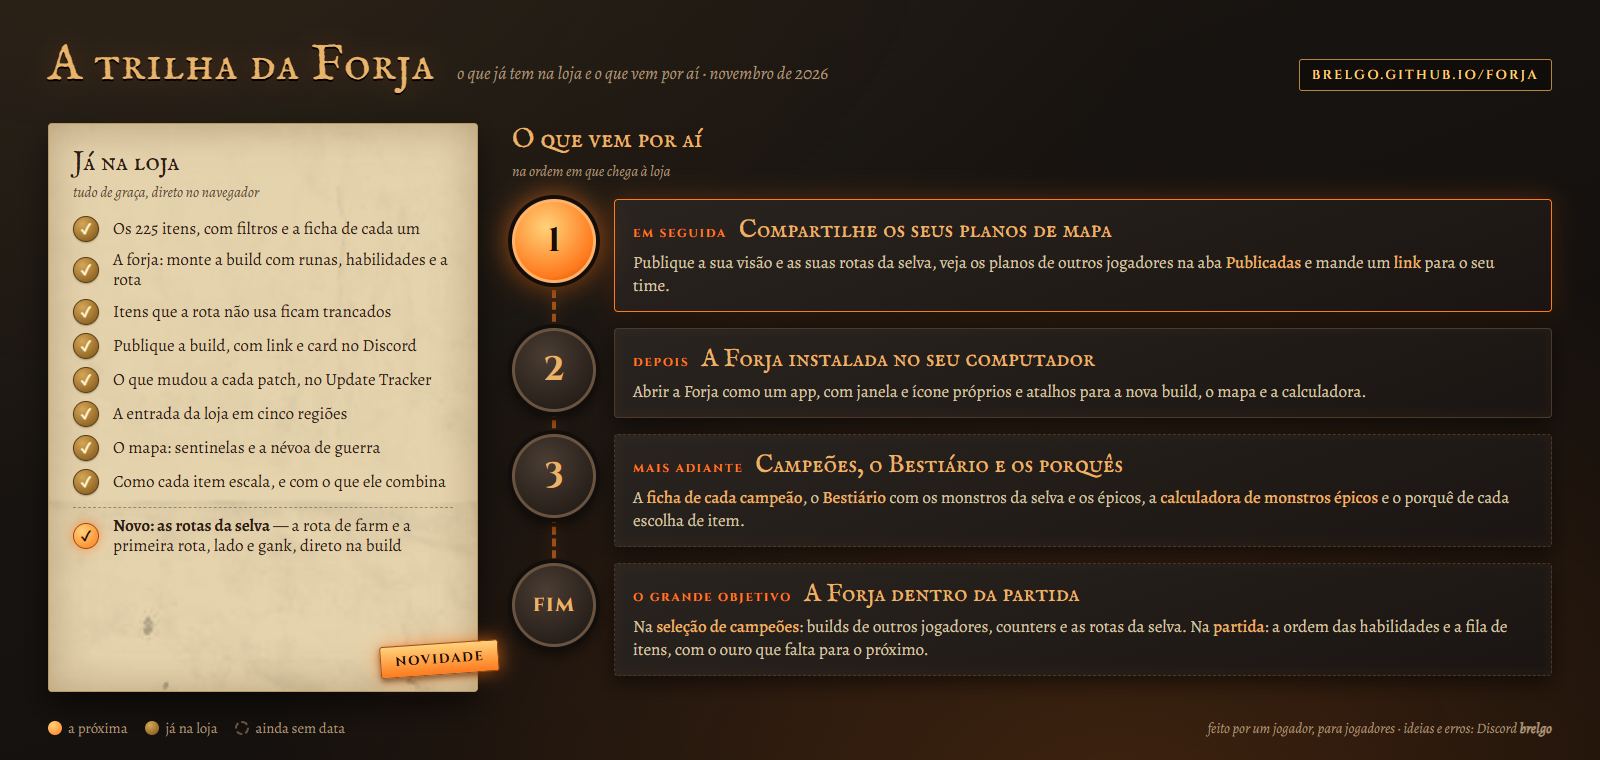 A trilha da Forja
o que já tem na loja e o que vem por aí · novembro de 2026
BRELGO.GITHUB.IO/FORJA
Já na loja
tudo de graça, direto no navegador
Os 225 itens, com filtros e a ficha de cada um
A forja: monte a build com runas, habilidades e a
rota
Itens que a rota não usa ficam trancados
Publique a build, com link e card no Discord
O que mudou a cada patch, no Update Tracker
A entrada da loja em cinco regiões
O mapa: sentinelas e a névoa de guerra
Como cada item escala, e com o que ele combina
Novo: as rotas da selva — a rota de farm e a
primeira rota, lado e gank, direto na build
NOVIDADE
O que vem por aí
na ordem em que chega à loja
1
EM SEGUIDA Compartilhe os seus planos de mapa
Publique a sua visão e as suas rotas da selva, veja os planos de outros jogadores na aba Publicadas e mande um link para o seu
time.
2
DEPOIS A Forja instalada no seu computador
Abrir a Forja como um app, com janela e ícone próprios e atalhos para a nova build, o mapa e a calculadora.
3
MAIS ADIANTE Campeões, o Bestiário e os porquês
A ficha de cada campeão, o Bestiário com os monstros da selva e os épicos, a calculadora de monstros épicos e o porquê de cada
escolha de item.
FIM
O GRANDE OBJETIVO A Forja dentro da partida
Na seleção de campeões: builds de outros jogadores, counters e as rotas da selva. Na partida: a ordem das habilidades e a fila de
itens, com o ouro que falta para o próximo.
a próxima
já na loja
ainda sem data
feito por um jogador, para jogadores · ideias e erros: Discord brelgo